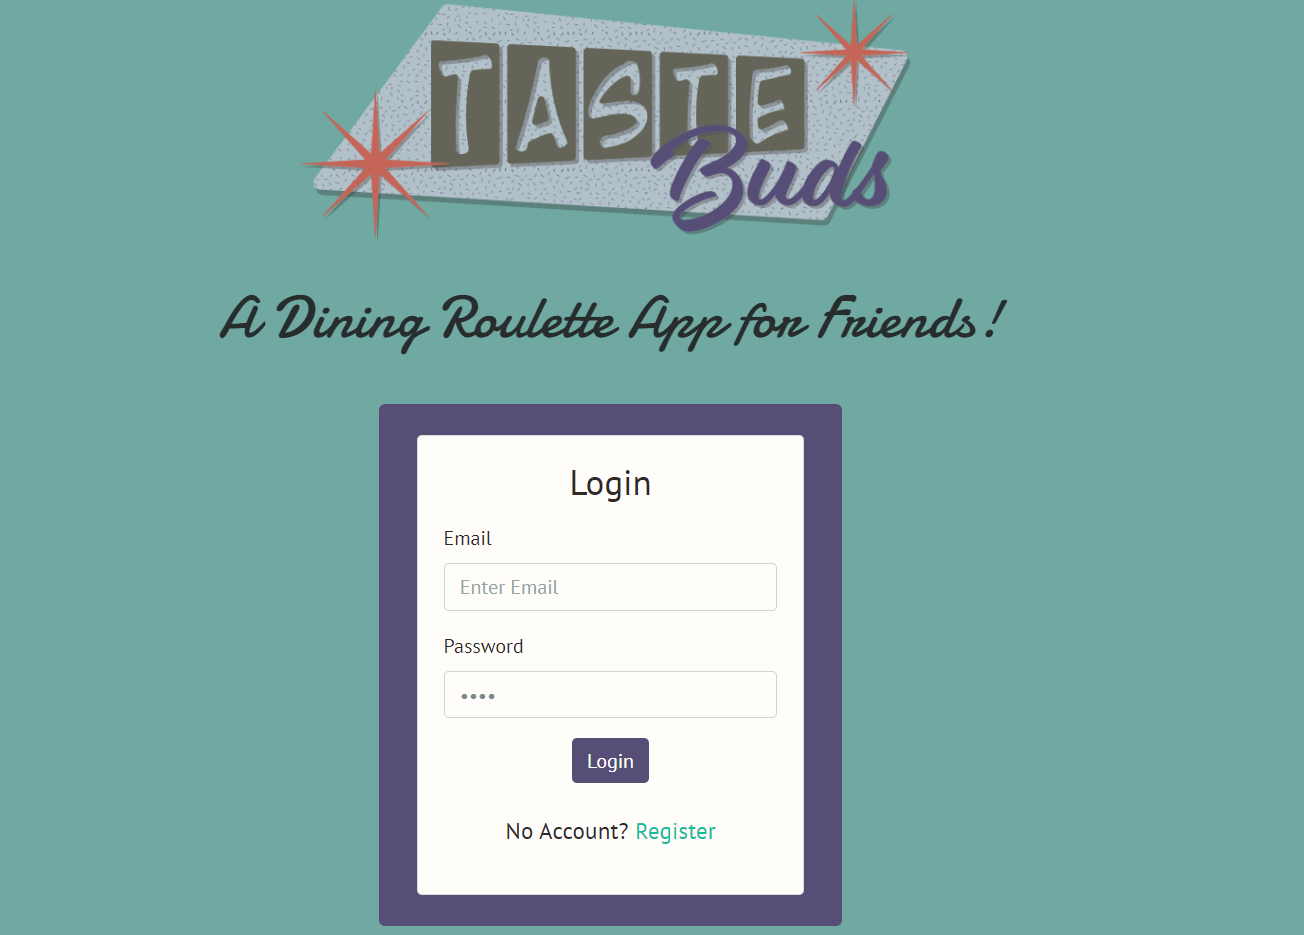 TASTE
Buds
A Dining Roulette App for Friends!
Login
Email
Enter Email
Password
••••
Login
No Account? Register